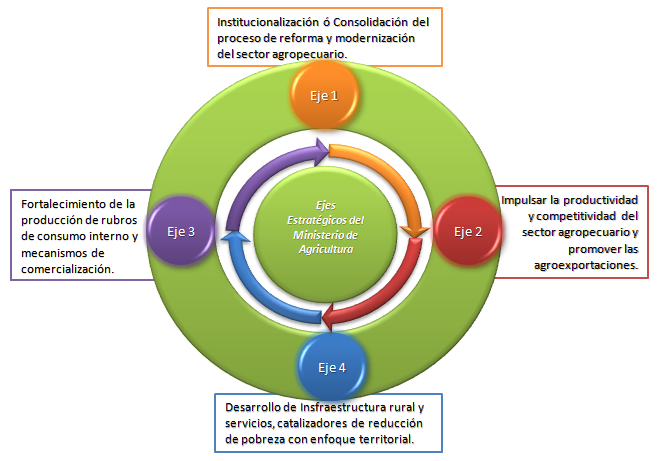 Institucionalización ó Consolidación del
proceso de reforma y modernización
del sector agropecuario.
Eje 1
Impulsar la productividad
y competitividad del
sector agropecuario y
promover las
agroexportaciones.
Eje 2
Ejes
Estratégicos del
Ministerio de
Agricultura
Fortalecimiento de la
producción de rubros
de consumo interno y
mecanismos de
comercialización.
Eje 3
Eje 4
Desarrollo de Insfraestructura rural y
servicios, catalizadores de reducción
de pobreza con enfoque territorial.